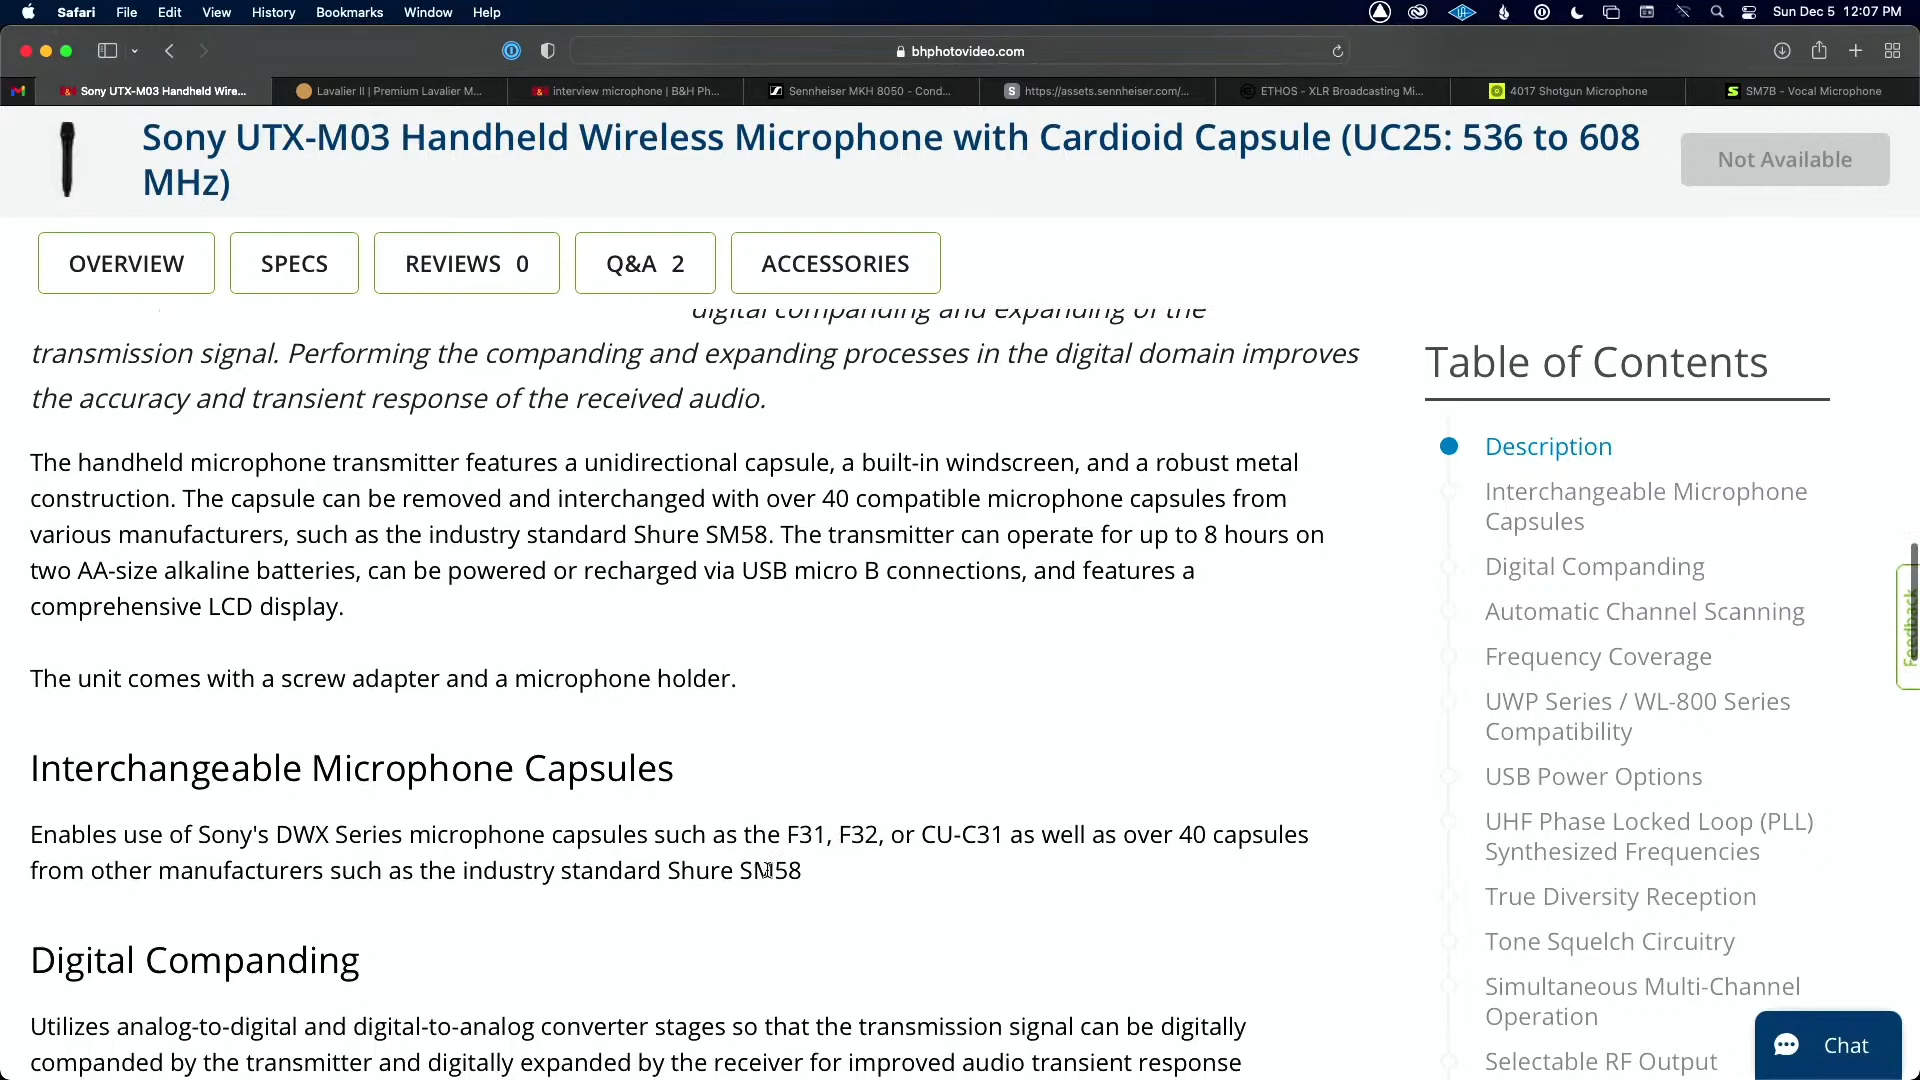 Safari File Edit View History Bookmarks Window Help Sun Dec 5 12:07 PM
bhphotovideo.com
Sony UTX-M03 Handheld Wire... Lavalier II | Premium Lavalier M... interview microphone | B&H Ph... Sennheiser MKH 8050 - Cond... https://assets.sennheiser.com/... ETHOS - XLR Broadcasting Mi... 4017 Shotgun Microphone SM7B - Vocal Microphone
Sony UTX-M03 Handheld Wireless Microphone with Cardioid Capsule (UC25: 536 to 608
MHz)
Not Available
OVERVIEW SPECS REVIEWS 0 Q&A 2 ACCESSORIES
digital companding and expanding of the
transmission signal. Performing the companding and expanding processes in the digital domain improves
the accuracy and transient response of the received audio.
The handheld microphone transmitter features a unidirectional capsule, a built-in windscreen, and a robust metal
construction. The capsule can be removed and interchanged with over 40 compatible microphone capsules from
various manufacturers, such as the industry standard Shure SM58. The transmitter can operate for up to 8 hours on
two AA-size alkaline batteries, can be powered or recharged via USB micro B connections, and features a
comprehensive LCD display.
The unit comes with a screw adapter and a microphone holder.
Interchangeable Microphone Capsules
Enables use of Sony's DWX Series microphone capsules such as the F31, F32, or CU-C31 as well as over 40 capsules
from other manufacturers such as the industry standard Shure SM58
Digital Companding
Utilizes analog-to-digital and digital-to-analog converter stages so that the transmission signal can be digitally
companded by the transmitter and digitally expanded by the receiver for improved audio transient response
Table of Contents
Description
Interchangeable Microphone
Capsules
Digital Companding
Automatic Channel Scanning
Frequency Coverage
UWP Series / WL-800 Series
Compatibility
USB Power Options
UHF Phase Locked Loop (PLL)
Synthesized Frequencies
True Diversity Reception
Tone Squelch Circuitry
Simultaneous Multi-Channel
Operation
Selectable RF Output
Feedback
Chat